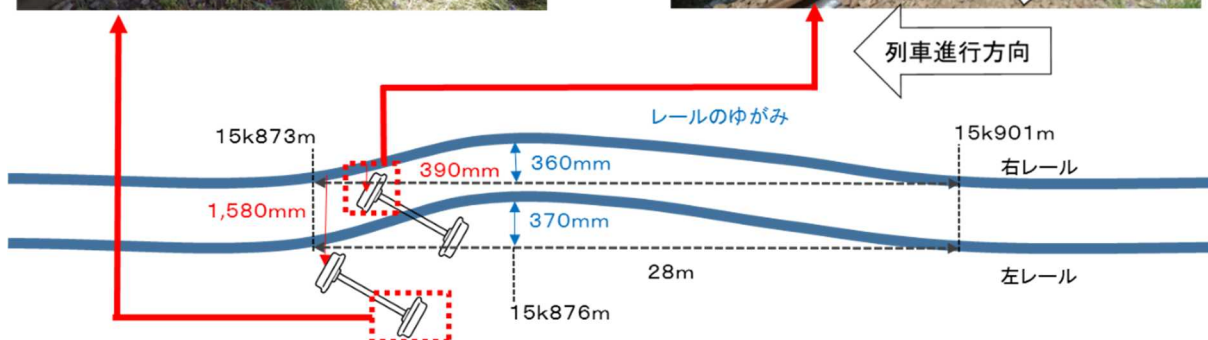 列車進行方向
レールのゆがみ
15k873m
15k901m
390mm
360mm
右レール
1,580mm
370mm
28m
左レール
15k876m